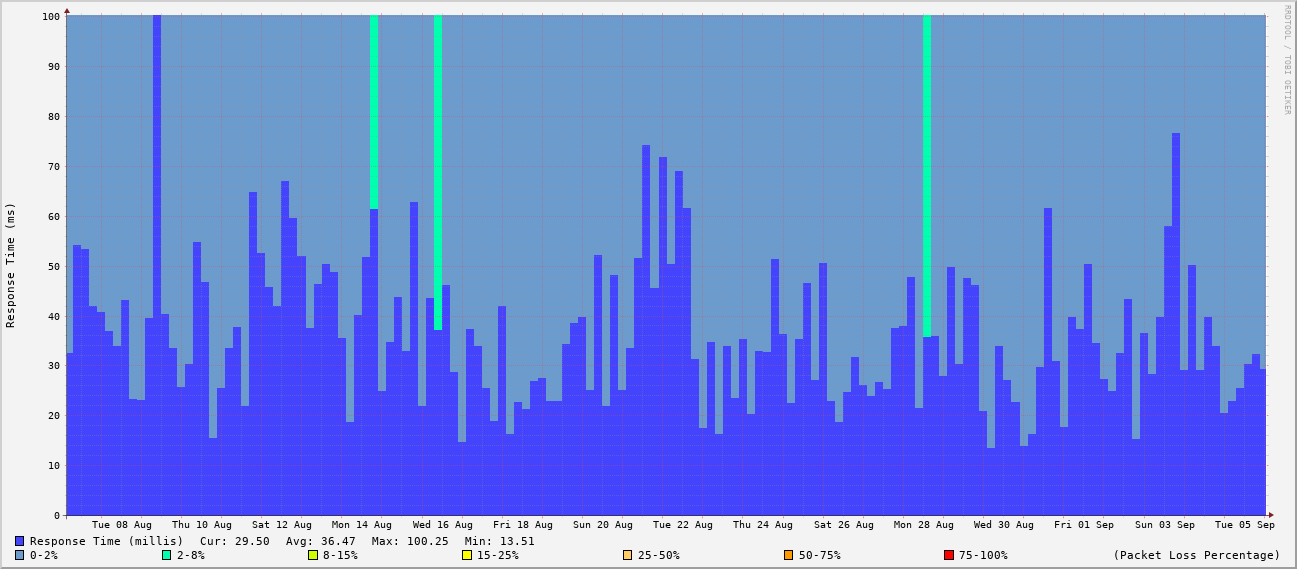 RRDTOOL / TOBI OETIKER
Response Time (ms)
100
90
80
70
60
50
40
30
20
10
0
Tue 08 Aug Thu 10 Aug Sat 12 Aug Mon 14 Aug Wed 16 Aug Fri 18 Aug Sun 20 Aug Tue 22 Aug Thu 24 Aug Sat 26 Aug Mon 28 Aug Wed 30 Aug Fri 01 Sep Sun 03 Sep Tue 05 Sep
Response Time (millis) Cur: 29.50 Avg: 36.47 Max: 100.25 Min: 13.51
0-2% 2-8% 8-15% 15-25% 25-50% 50-75% 75-100% (Packet Loss Percentage)